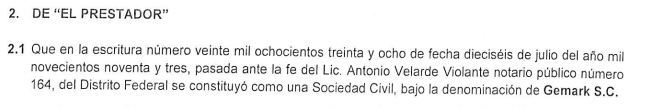 2. DE “EL PRESTADOR”
2.1 Que en la escritura número veinte mil ochocientos treinta y ocho de fecha dieciséis de julio del año mil
novecientos noventa y tres, pasada ante la fe del Lic. Antonio Velarde Violante notario público número
164, del Distrito Federal se constituyó como una Sociedad Civil, bajo la denominación de Gemark S.C.